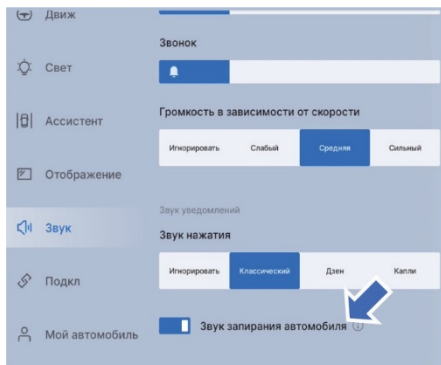 Движ
Свет
Ассистент
Отображение
Звук
Подкл
Мой автомобиль
Звонок
Громкость в зависимости от скорости
Игнорировать Слабый Средняя Сильный
Звук уведомлений
Звук нажатия
Игнорировать Классический Дзен Капли
Звук запирания автомобиля